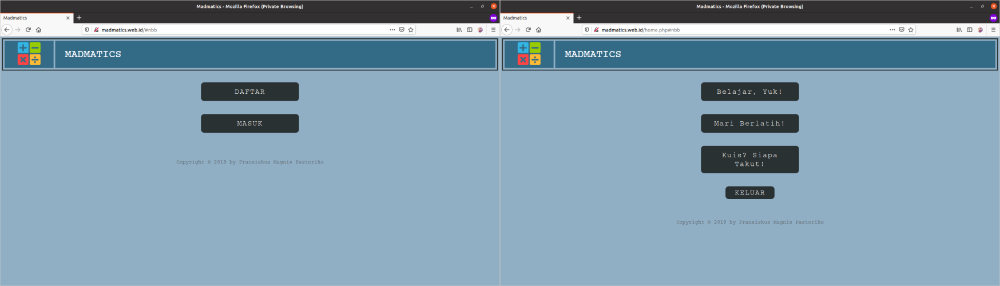 Madmatics - Mozilla Firefox (Private Browsing)
Madmatics
madmatics.web.id/#nbb
MADMATICS
DAFTAR
MASUK
Copyright © 2019 by Fransiskus Magnis Pastoriko
Madmatics - Mozilla Firefox (Private Browsing)
Madmatics
madmatics.web.id/home.php#nbb
MADMATICS
Belajar, Yuk!
Mari Berlatih!
Kuis? Siapa
Takut!
KELUAR
Copyright © 2019 by Fransiskus Magnis Pastoriko